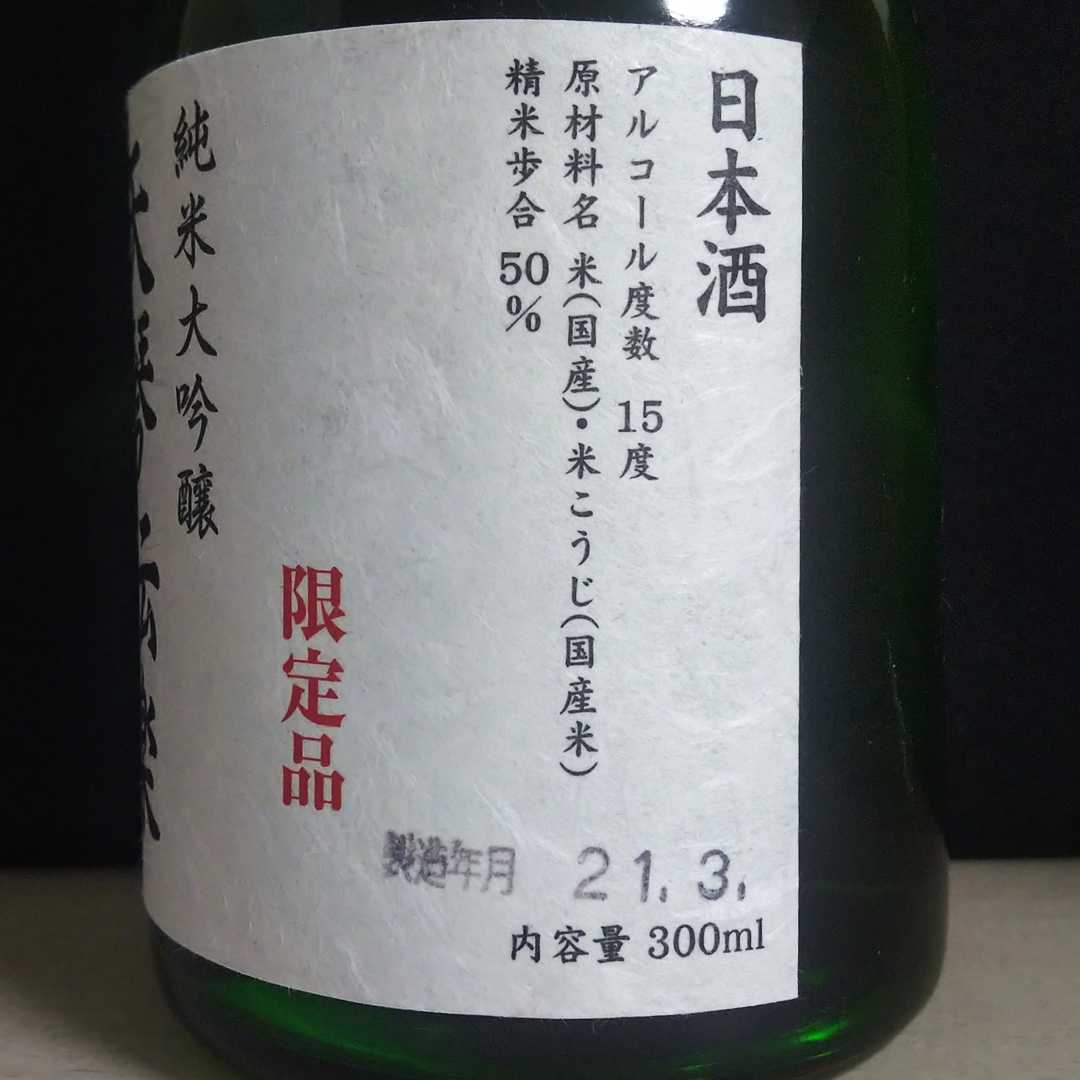 日本酒
アルコール度数 15度
原材料名 米(国産)・米こうじ(国産米)
精米歩合 50%
限定品
純米大吟醸
製造年月 21.3.
内容量 300ml